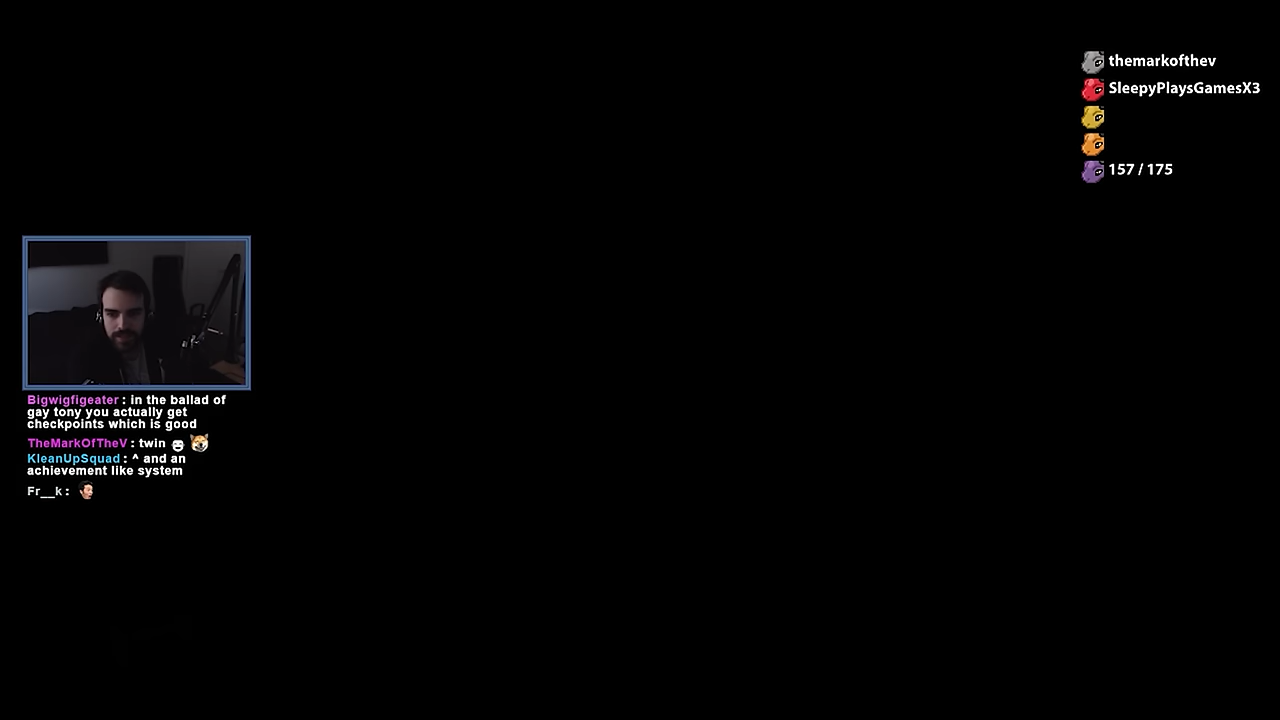 themarkofthev
SleepyPlaysGamesX3
157 / 175
Bigwigfigeater : in the ballad of
gay tony you actually get
checkpoints which is good
TheMarkOfTheV : twin
KleanUpSquad : ^ and an
achievement like system
Fr__k :